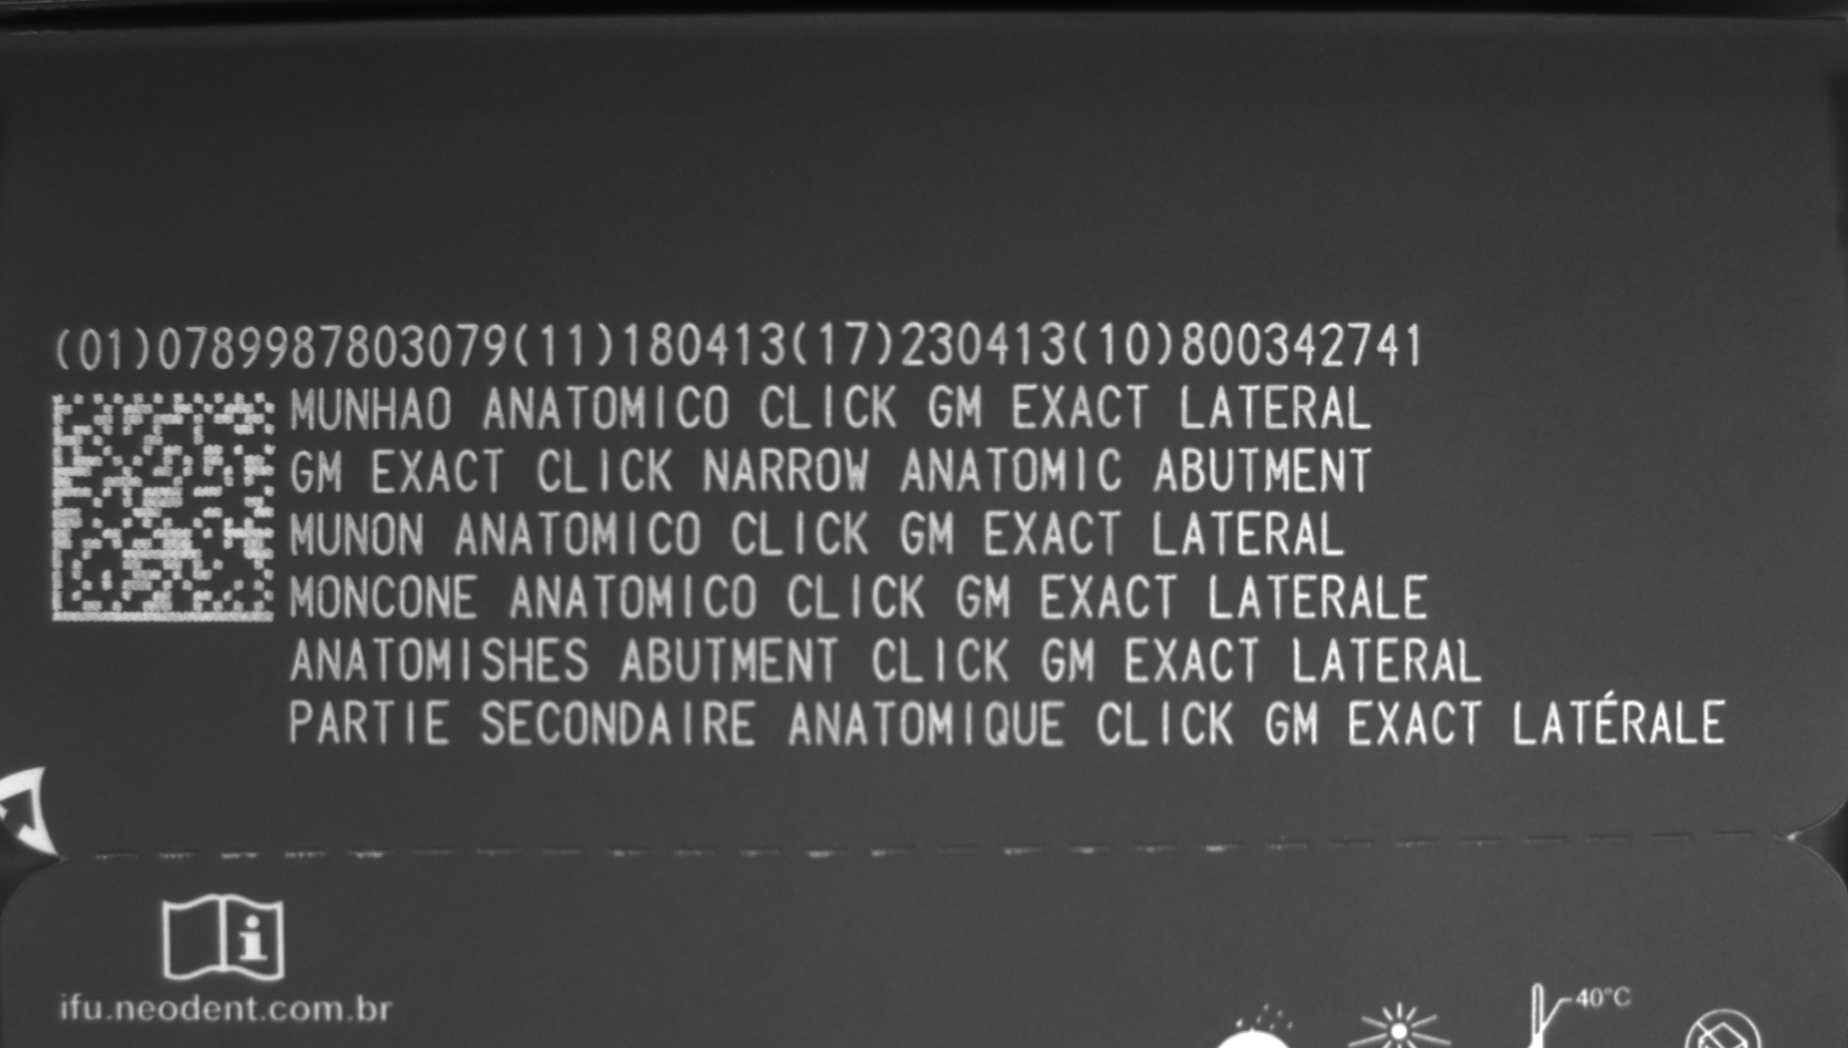 (01)0789987803079(11)180413(17)230413(10)800342741
MUNHAO ANATOMICO CLICK GM EXACT LATERAL
GM EXACT CLICK NARROW ANATOMIC ABUTMENT
MUNON ANATOMICO CLICK GM EXACT LATERAL
MONCONE ANATOMICO CLICK GM EXACT LATERALE
ANATOMISHES ABUTMENT CLICK GM EXACT LATERAL
PARTIE SECONDAIRE ANATOMIQUE CLICK GM EXACT LATÉRALE
i
ifu.neodent.com.br
40°C